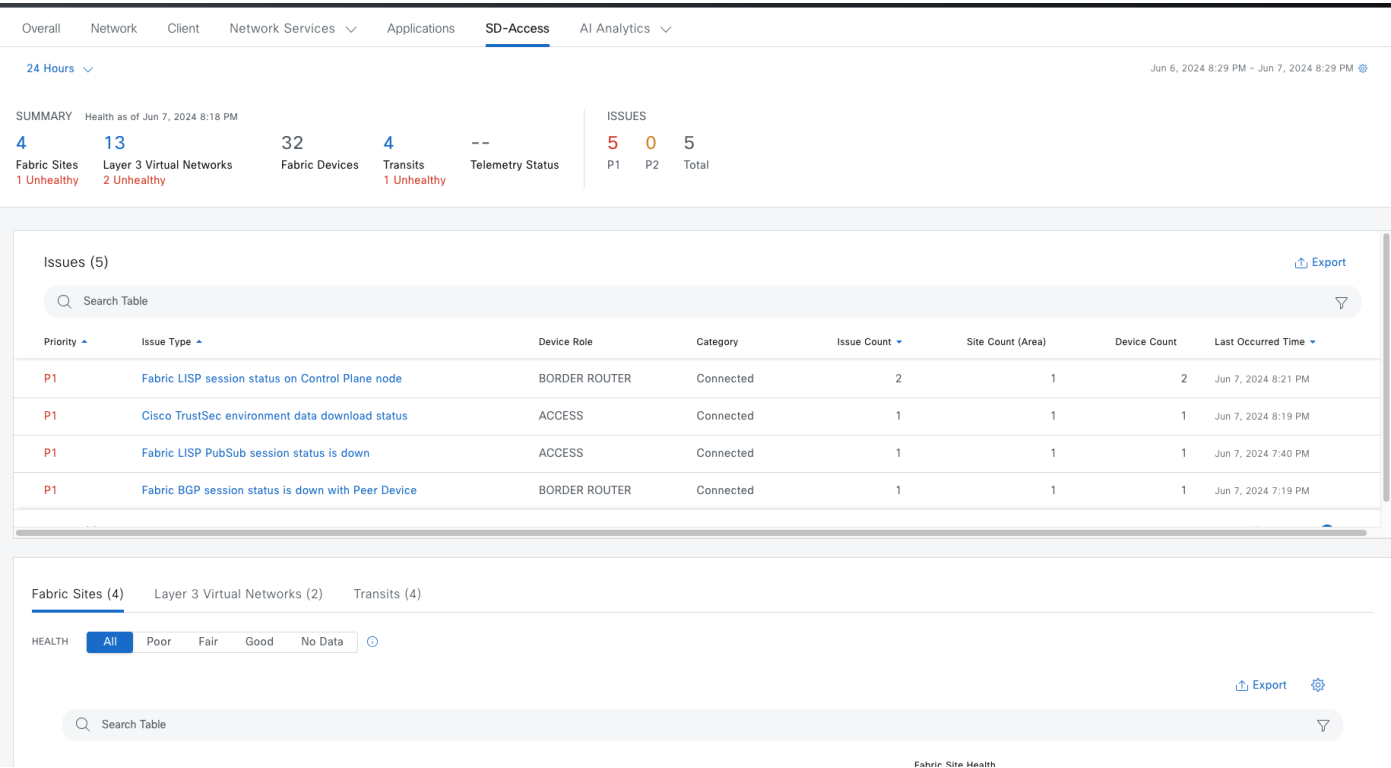 Overall Network Client Network Services Applications SD-Access AI Analytics
24 Hours Jun 6, 2024 8:29 PM - Jun 7, 2024 8:29 PM
SUMMARY Health as of Jun 7, 2024 8:18 PM ISSUES
4 13 32 4 -- 5 0 5
Fabric Sites Layer 3 Virtual Networks Fabric Devices Transits Telemetry Status P1 P2 Total
1 Unhealthy 2 Unhealthy 1 Unhealthy
Issues (5) Export
Search Table
Priority Issue Type Device Role Category Issue Count Site Count (Area) Device Count Last Occurred Time
P1 Fabric LISP session status on Control Plane node BORDER ROUTER Connected 2 1 2 Jun 7, 2024 8:21 PM
P1 Cisco TrustSec environment data download status ACCESS Connected 1 1 1 Jun 7, 2024 8:19 PM
P1 Fabric LISP PubSub session status is down ACCESS Connected 1 1 1 Jun 7, 2024 7:40 PM
P1 Fabric BGP session status is down with Peer Device BORDER ROUTER Connected 1 1 1 Jun 7, 2024 7:19 PM
Fabric Sites (4) Layer 3 Virtual Networks (2) Transits (4)
HEALTH All Poor Fair Good No Data
Export
Search Table
Fabric Site Health